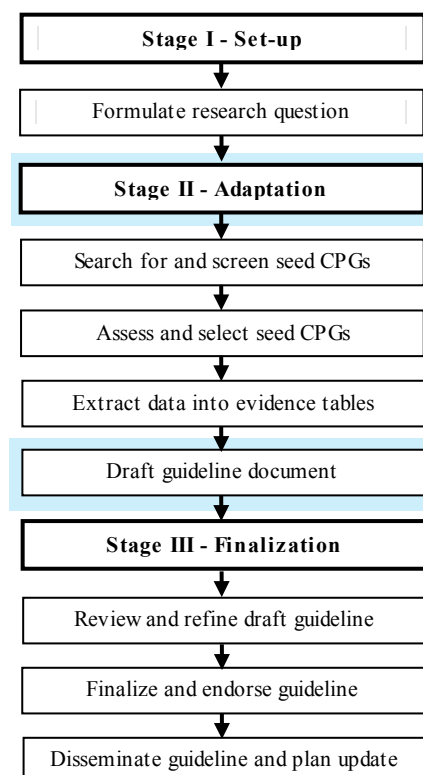 Stage I - Set-up
Formulate research question
Stage II - Adaptation
Search for and screen seed CPGs
Assess and select seed CPGs
Extract data into evidence tables
Draft guideline document
Stage III - Finalization
Review and refine draft guideline
Finalize and endorse guideline
Disseminate guideline and plan update